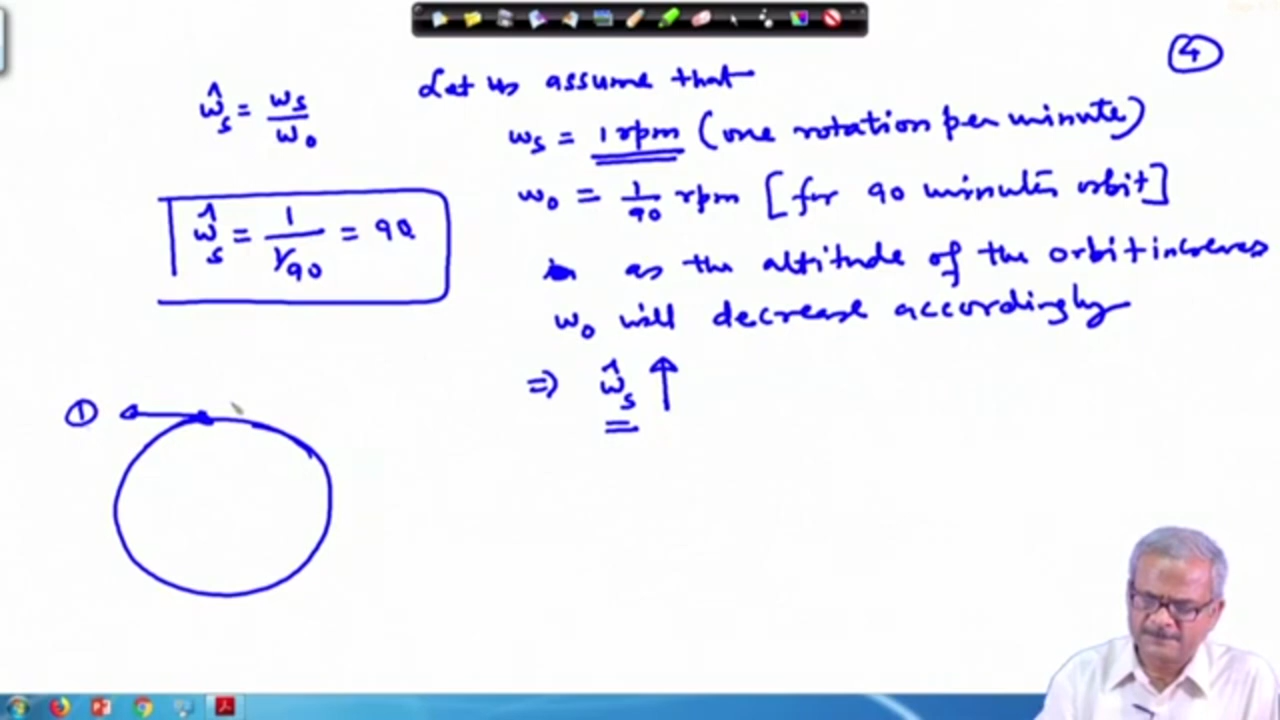 4
ŵs = ws/w0
Let us assume that
ws = 1 rpm (one rotation per minute)
w0 = 1/90 rpm [for 90 minutes orbit]
ŵs = 1/1/90 = 90
as the altitude of the orbit increases
w0 will decrease accordingly
⇒ ŵs ↑
1